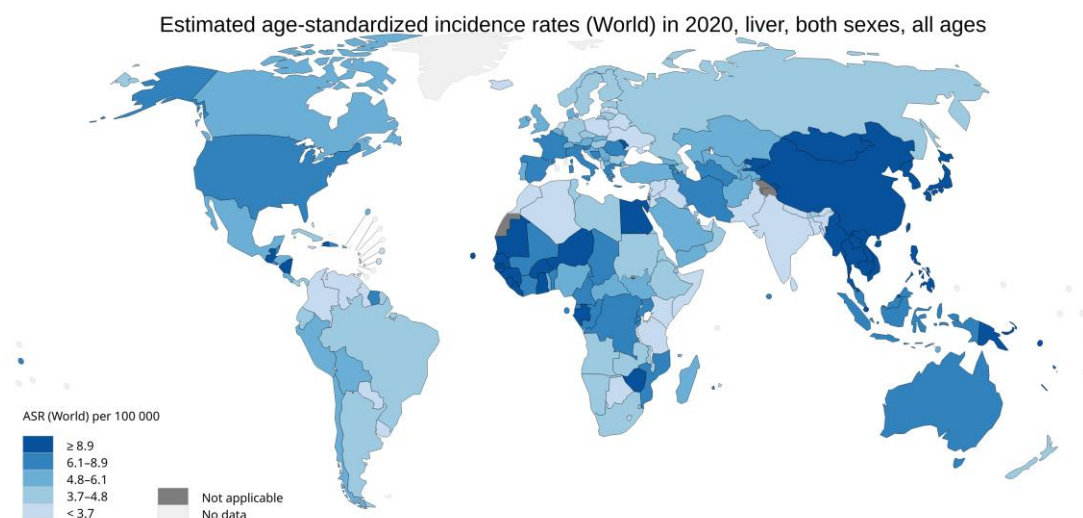 Estimated age-standardized incidence rates (World) in 2020, liver, both sexes, all ages
ASR (World) per 100 000
≥ 8.9
6.1–8.9
4.8–6.1
3.7–4.8
< 3.7
Not applicable
No data